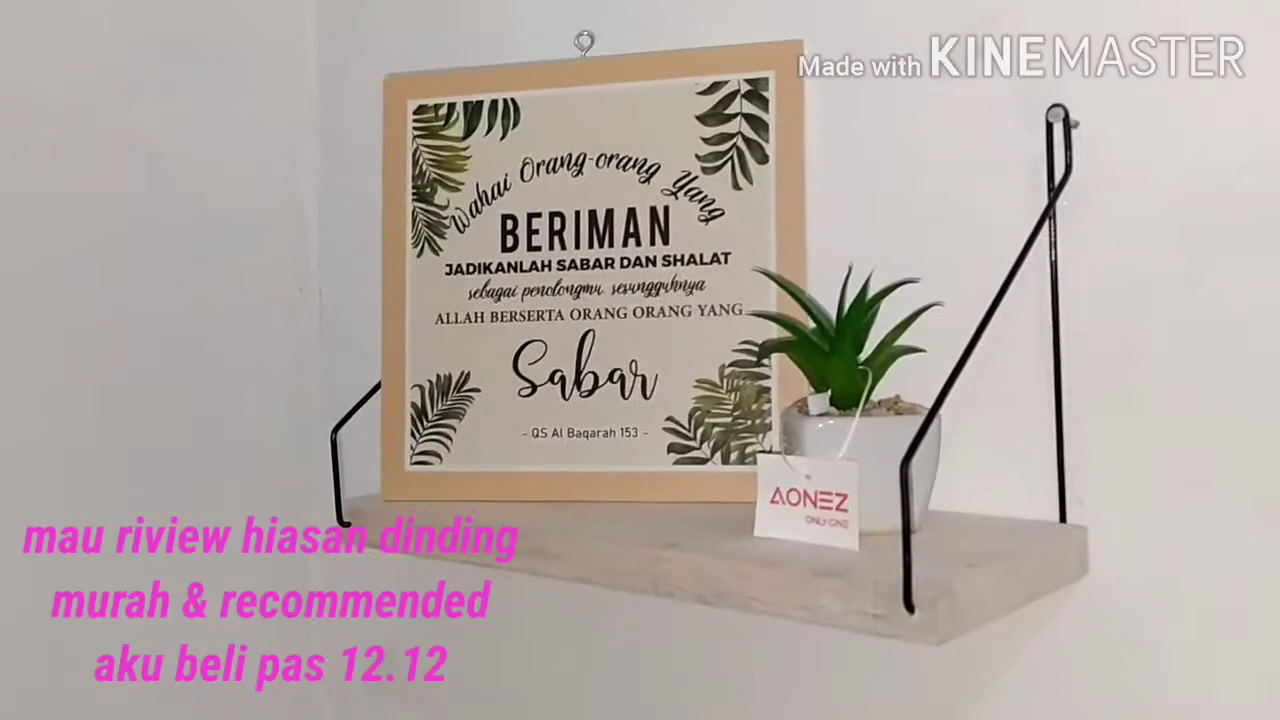 Made with KINEMASTER
Wahai Orang-orang Yang
BERIMAN
JADIKANLAH SABAR DAN SHALAT
sebagai penolongmu, sesungguhnya
ALLAH BERSERTA ORANG ORANG YANG
Sabar
- QS Al Baqarah 153 -
AONEZ
ONLY ONE
mau riview hiasan dinding
murah & recommended
aku beli pas 12.12